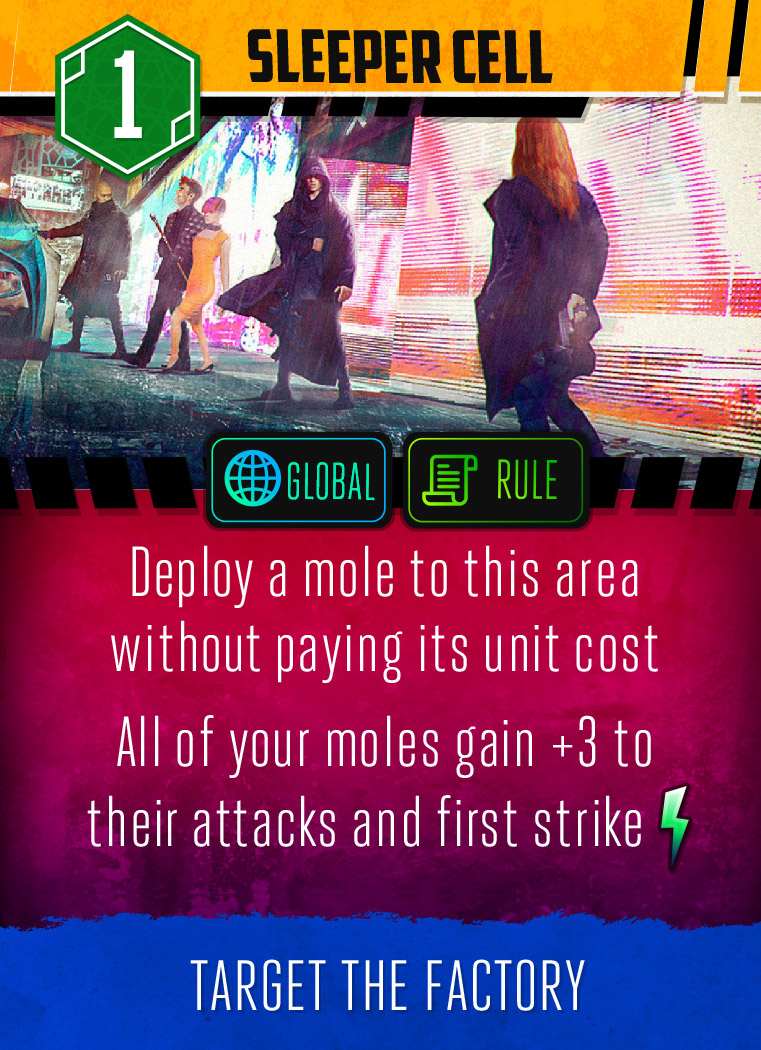 1
SLEEPER CELL
GLOBAL
RULE
Deploy a mole to this area
without paying its unit cost
All of your moles gain +3 to
their attacks and first strike
TARGET THE FACTORY